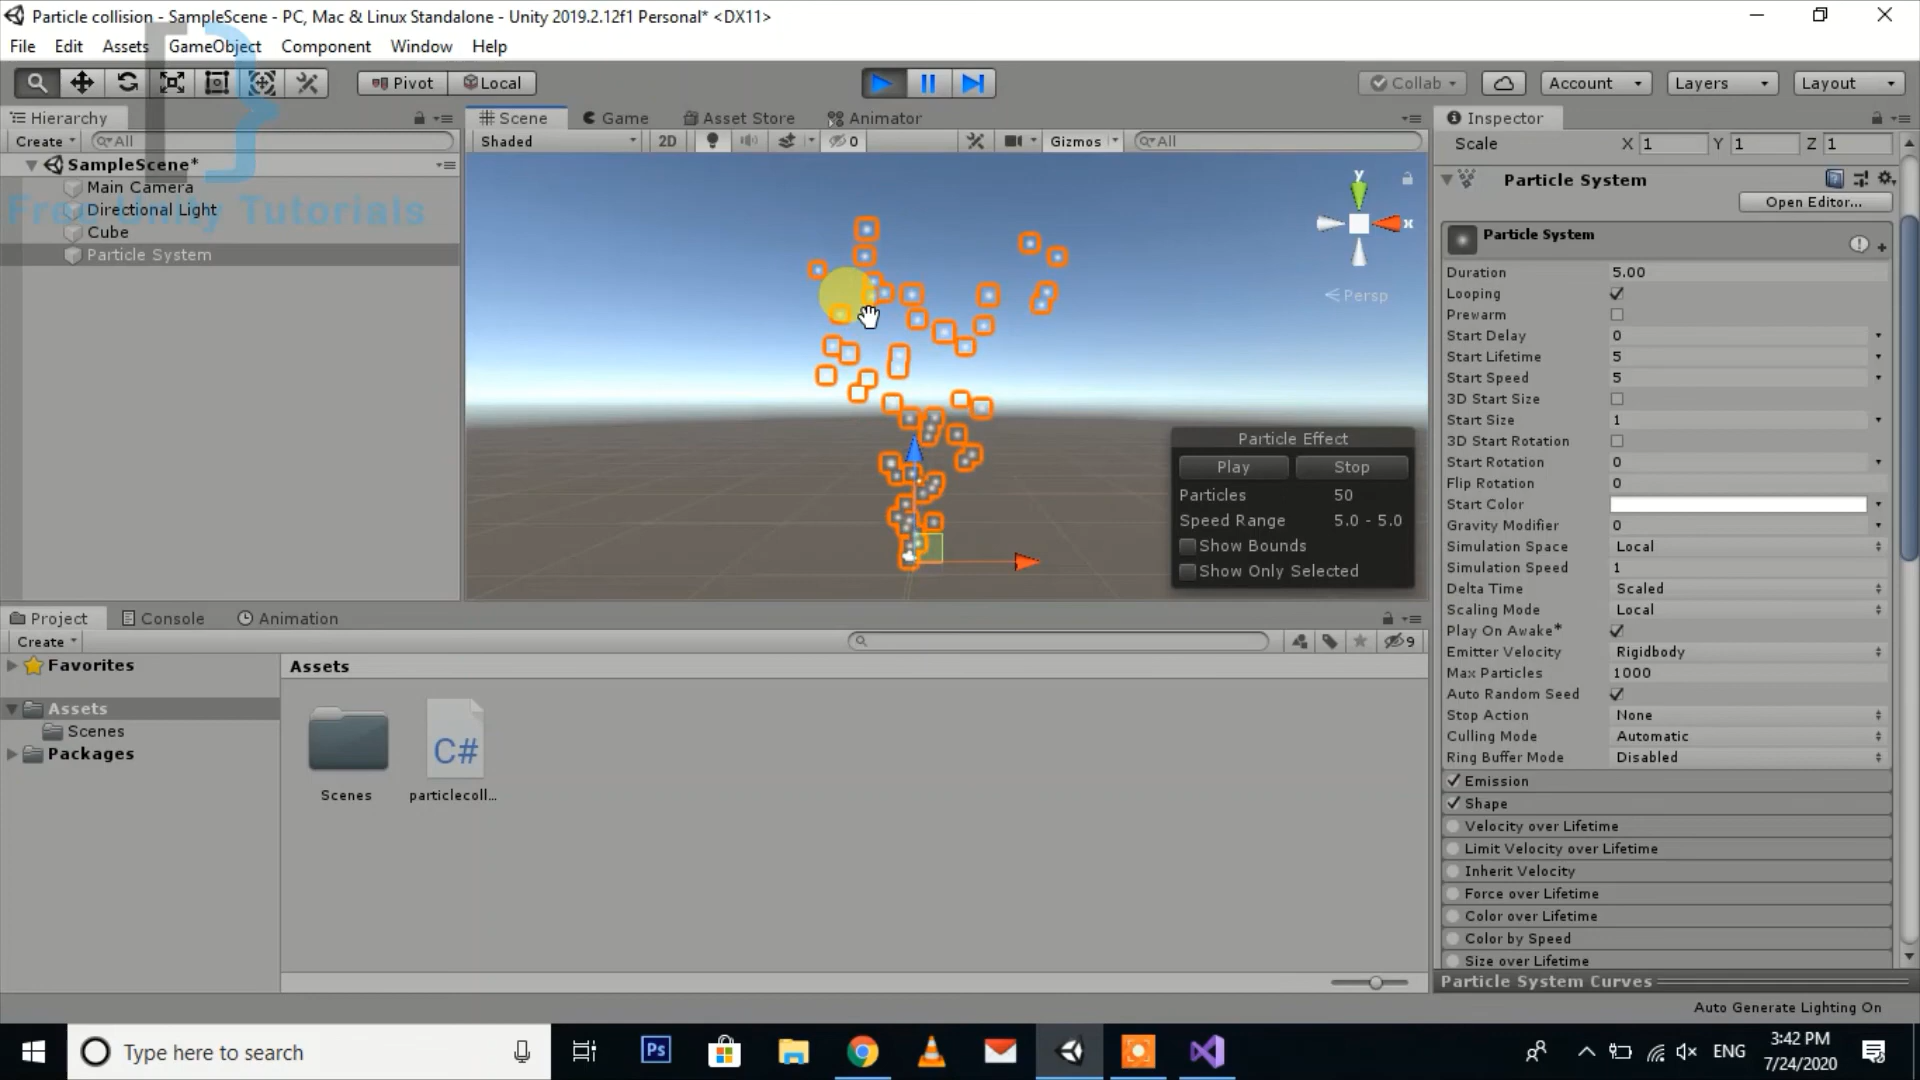 Particle collision - SampleScene - PC, Mac & Linux Standalone - Unity 2019.2.12f1 Personal* <DX11>
File Edit Assets GameObject Component Window Help
Pivot Local Collab Account Layers Layout
Hierarchy
Create All
SampleScene*
Main Camera
Directional Light
Cube
Particle System
Free Unity Tutorials
Scene Game Asset Store Animator
Shaded 2D 0 Gizmos All
y
x
Persp
Particle Effect
Play Stop
Particles 50
Speed Range 5.0 - 5.0
Show Bounds
Show Only Selected
Inspector
Scale X 1 Y 1 Z 1
Particle System
Open Editor...
Particle System
Duration 5.00
Looping
Prewarm
Start Delay 0
Start Lifetime 5
Start Speed 5
3D Start Size
Start Size 1
3D Start Rotation
Start Rotation 0
Flip Rotation 0
Start Color
Gravity Modifier 0
Simulation Space Local
Simulation Speed 1
Delta Time Scaled
Scaling Mode Local
Play On Awake*
Emitter Velocity Rigidbody
Max Particles 1000
Auto Random Seed
Stop Action None
Culling Mode Automatic
Ring Buffer Mode Disabled
Emission
Shape
Velocity over Lifetime
Limit Velocity over Lifetime
Inherit Velocity
Force over Lifetime
Color over Lifetime
Color by Speed
Size over Lifetime
Particle System Curves
Auto Generate Lighting On
Project Console Animation
Create 9
Favorites
Assets
Scenes
Packages
Assets
Scenes
C#
particlecoll...
Type here to search
Ps
ENG
3:42 PM
7/24/2020